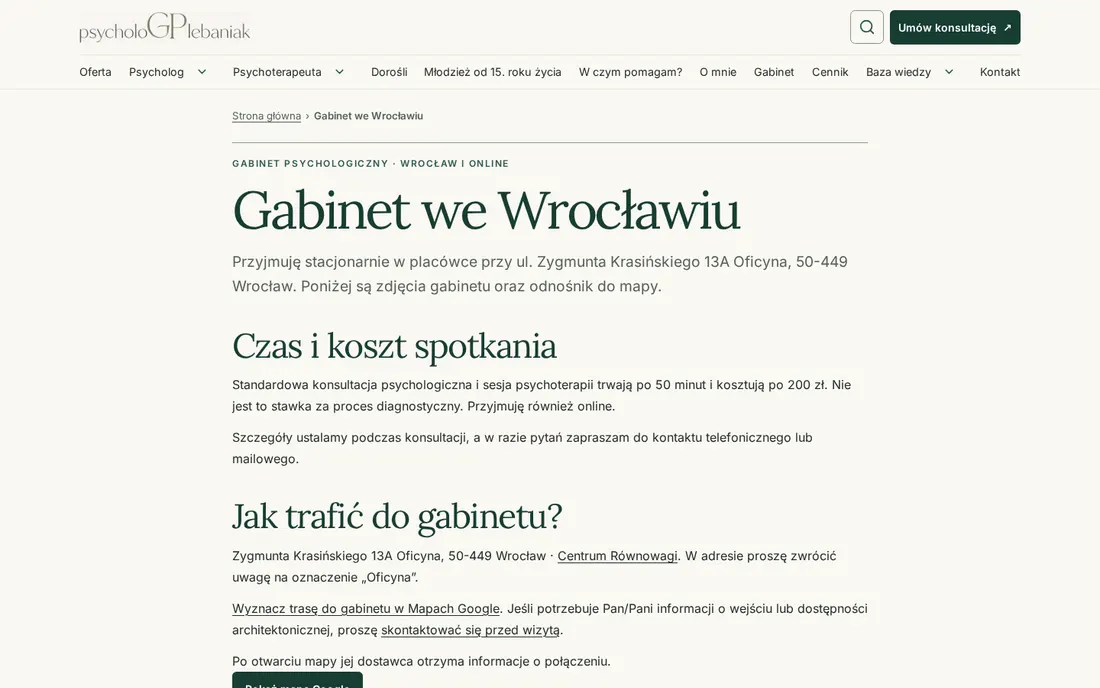 psycholoGPlebaniak
Umów konsultację ↗
Oferta Psycholog Psychoterapeuta Dorośli Młodzież od 15. roku życia W czym pomagam? O mnie Gabinet Cennik Baza wiedzy Kontakt
Strona główna › Gabinet we Wrocławiu
GABINET PSYCHOLOGICZNY · WROCŁAW I ONLINE
Gabinet we Wrocławiu
Przyjmuję stacjonarnie w placówce przy ul. Zygmunta Krasińskiego 13A Oficyna, 50-449
Wrocław. Poniżej są zdjęcia gabinetu oraz odnośnik do mapy.
Czas i koszt spotkania
Standardowa konsultacja psychologiczna i sesja psychoterapii trwają po 50 minut i kosztują po 200 zł. Nie
jest to stawka za proces diagnostyczny. Przyjmuję również online.
Szczegóły ustalamy podczas konsultacji, a w razie pytań zapraszam do kontaktu telefonicznego lub
mailowego.
Jak trafić do gabinetu?
Zygmunta Krasińskiego 13A Oficyna, 50-449 Wrocław · Centrum Równowagi. W adresie proszę zwrócić
uwagę na oznaczenie „Oficyna”.
Wyznacz trasę do gabinetu w Mapach Google. Jeśli potrzebuje Pan/Pani informacji o wejściu lub dostępności
architektonicznej, proszę skontaktować się przed wizytą.
Po otwarciu mapy jej dostawca otrzyma informacje o połączeniu.
Pokaż mapę Google